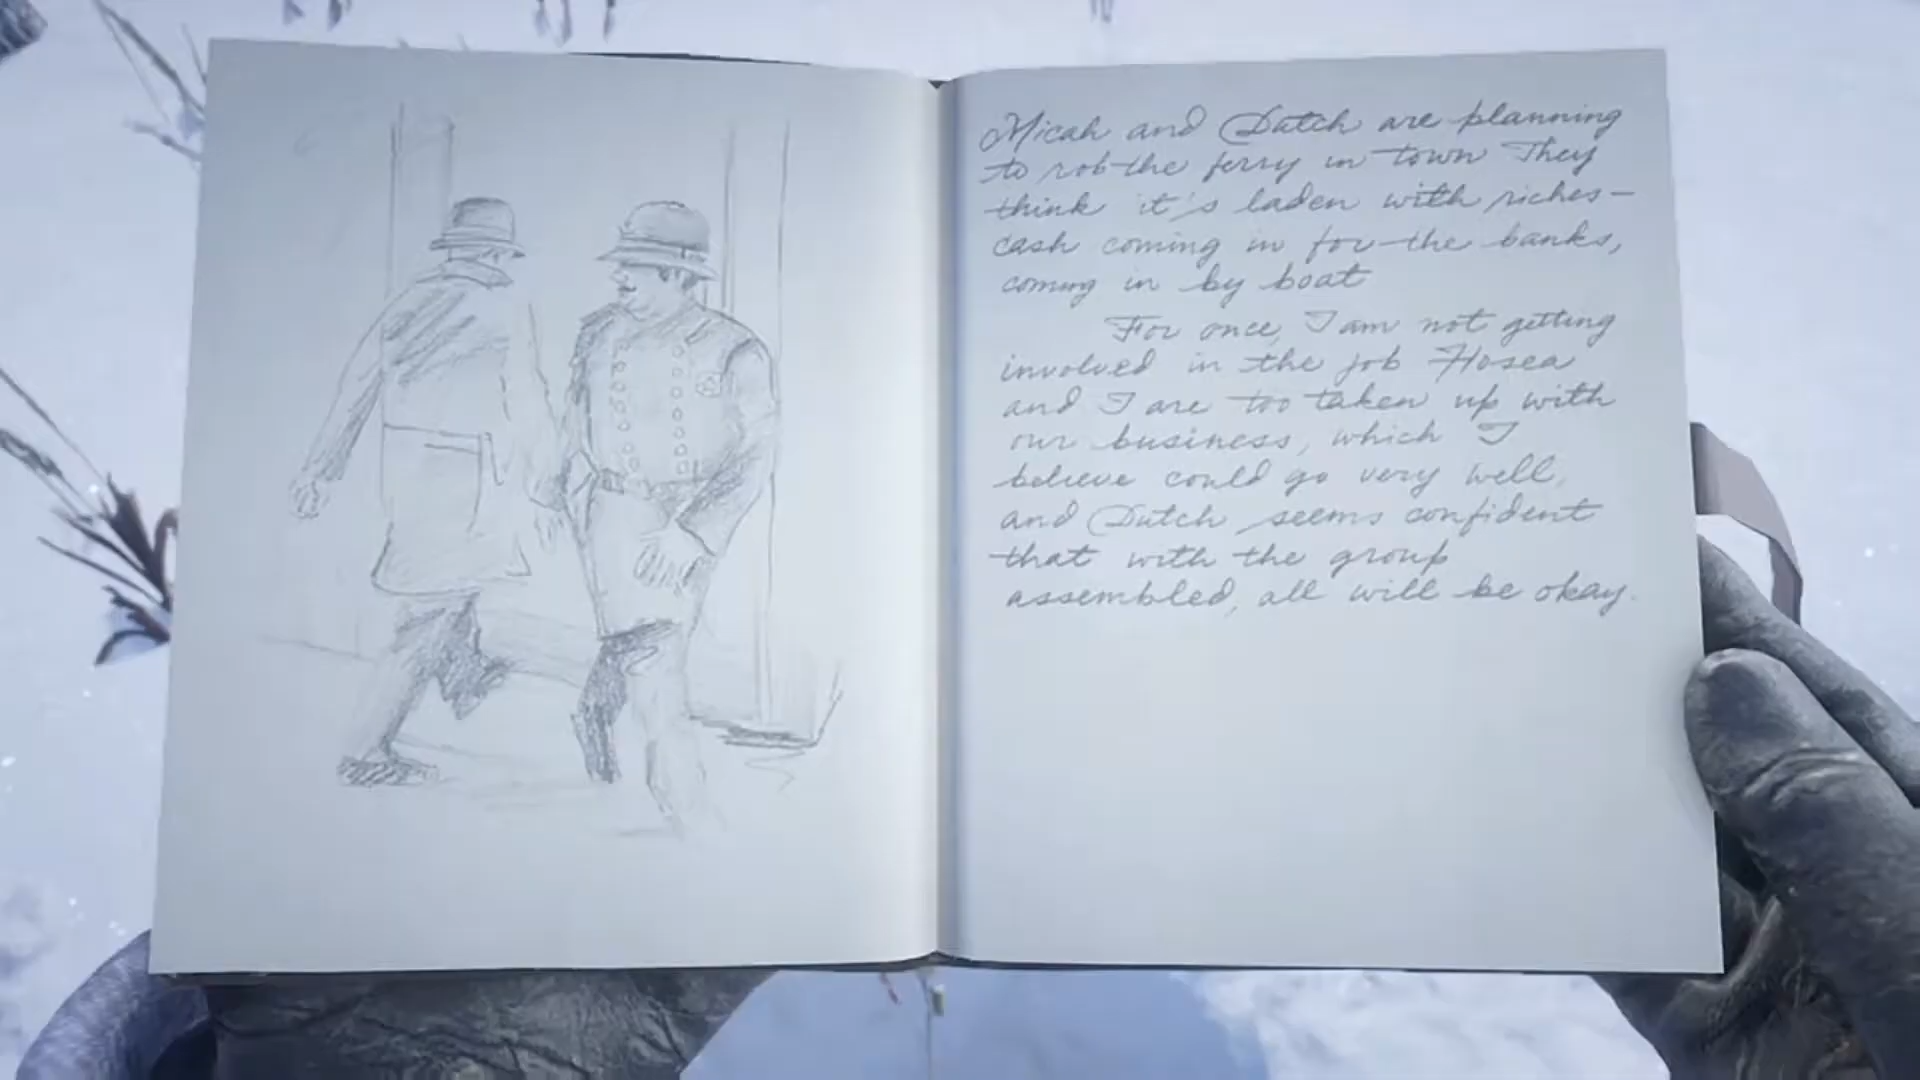 Micah and Dutch are planning
to rob the ferry in town They
think it's laden with riches-
cash coming in for the banks,
coming in by boat
For once, I am not getting
involved in the job Hosea
and I are too taken up with
our business, which I
believe could go very well,
and Dutch seems confident
that with the group
assembled, all will be okay.